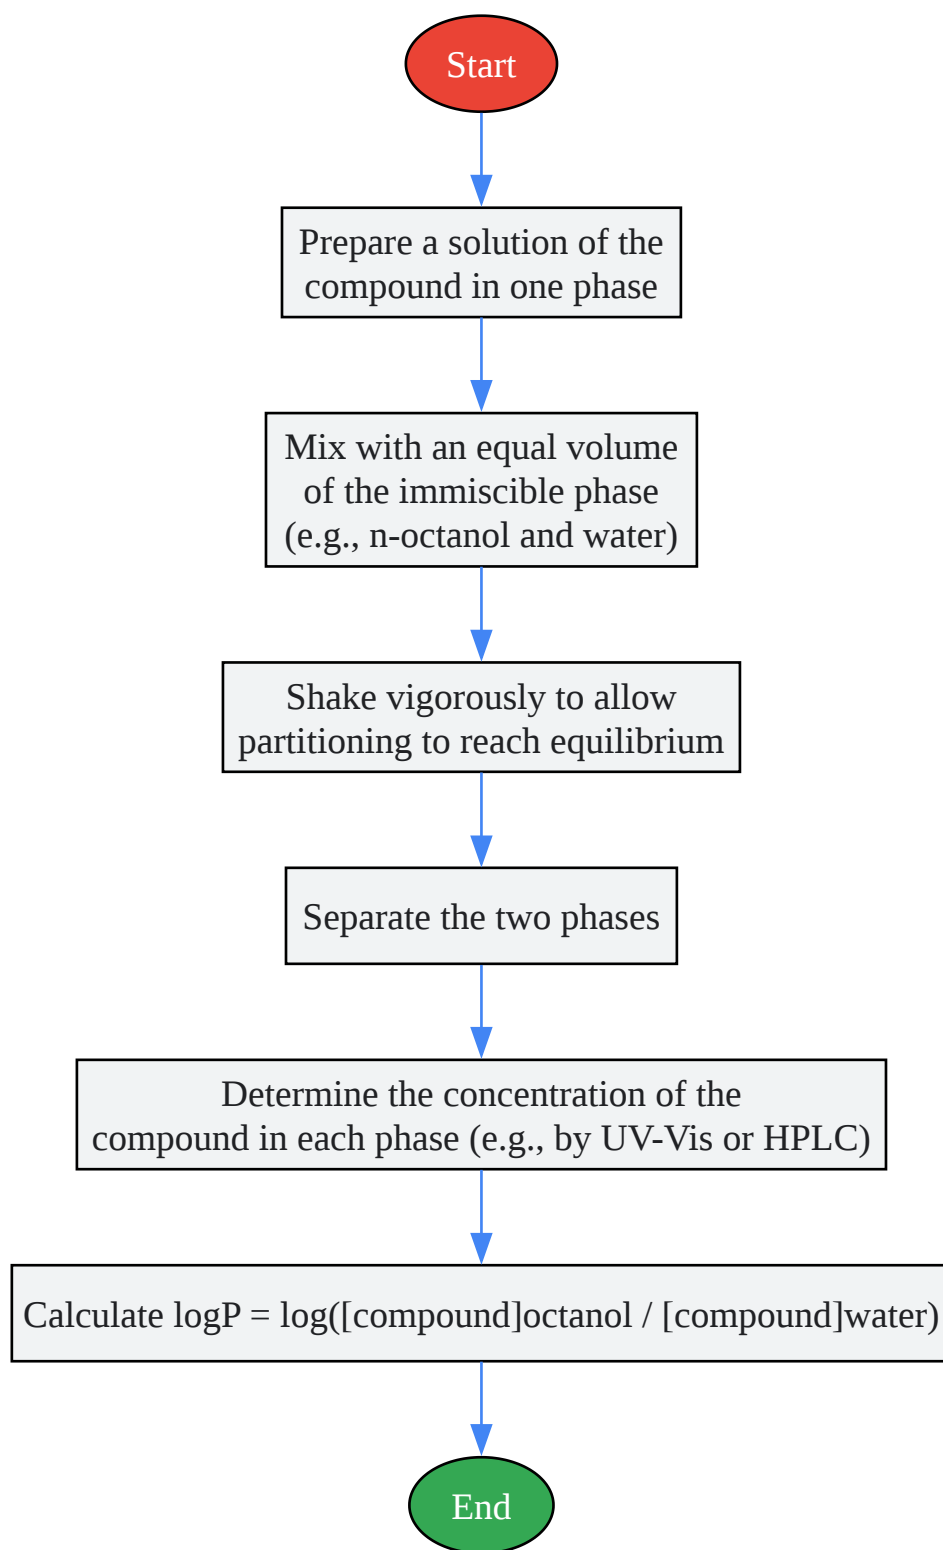 Start
Prepare a solution of the
compound in one phase
Mix with an equal volume
of the immiscible phase
(e.g., n-octanol and water)
Shake vigorously to allow
partitioning to reach equilibrium
Separate the two phases
Determine the concentration of the
compound in each phase (e.g., by UV-Vis or HPLC)
Calculate logP = log([compound]octanol / [compound]water)
End